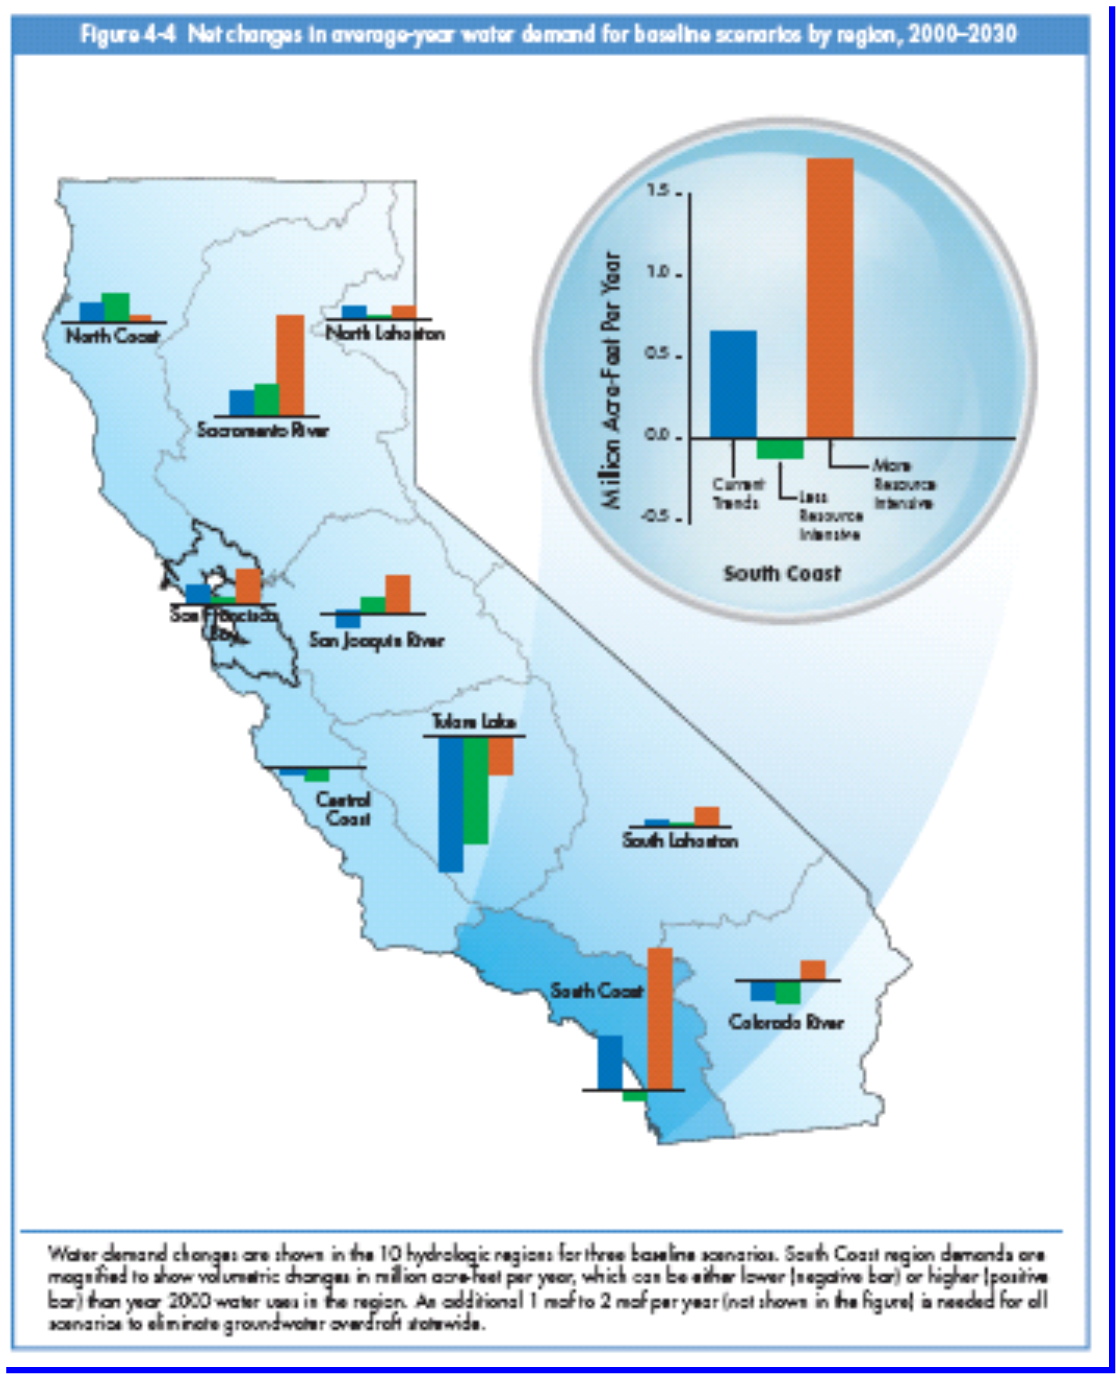 Figure 4-4 Net changes in average-year water demand for baseline scenarios by region, 2000–2030
1.5
1.0
0.5
0.0
-0.5
Million Acre-Feet Per Year
Current
Trends
Less
Resource
Intensive
More
Resource
Intensive
South Coast
North Coast
North Lahontan
Sacramento River
San Francisco
Bay
San Joaquin River
Tulare Lake
Central
Coast
South Lahontan
South Coast
Colorado River
Water demand changes are shown in the 10 hydrologic regions for three baseline scenarios. South Coast region demands are
magnified to show volumetric changes in million acre-feet per year, which can be either lower (negative bar) or higher (positive
bar) than year 2000 water uses in the region. An additional 1 maf to 2 maf per year (not shown in the figure) is needed for all
scenarios to eliminate groundwater overdraft statewide.